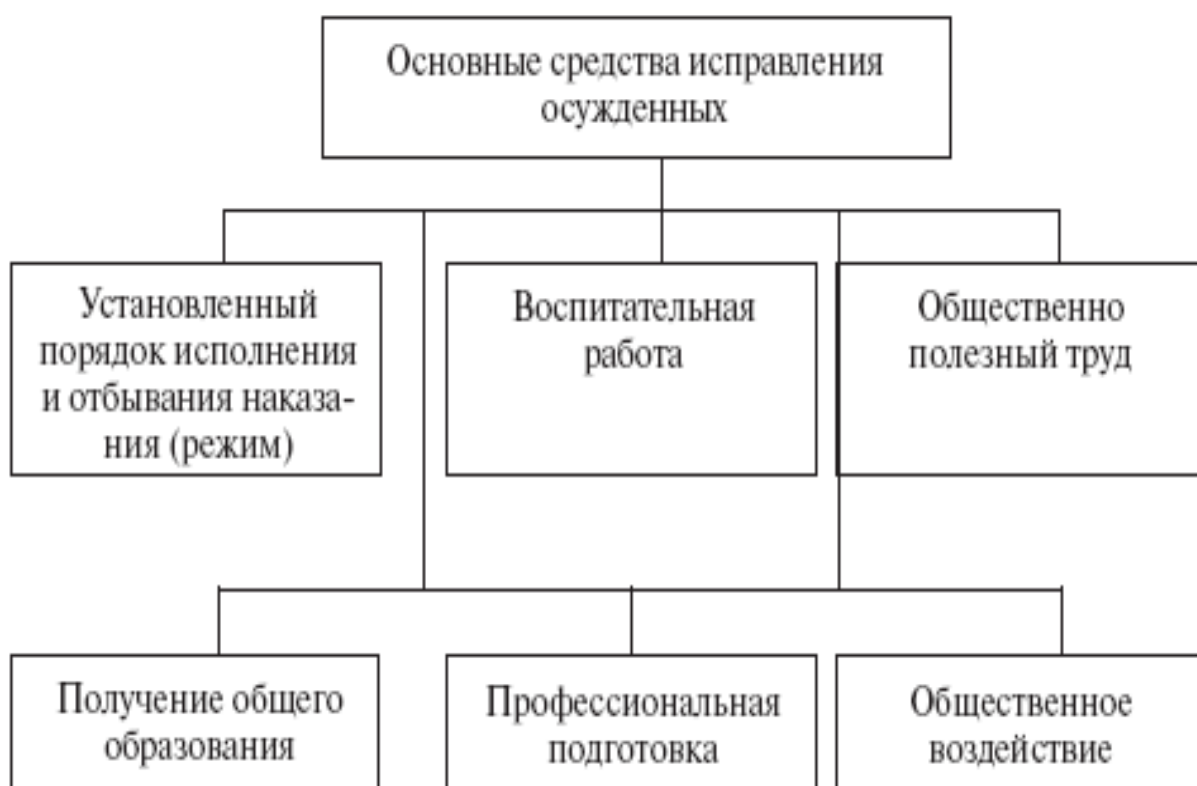 Основные средства исправления
осужденных
Установленный
порядок исполнения
и отбывания наказа-
ния (режим)
Воспитательная
работа
Общественно
полезный труд
Получение общего
образования
Профессиональная
подготовка
Общественное
воздействие